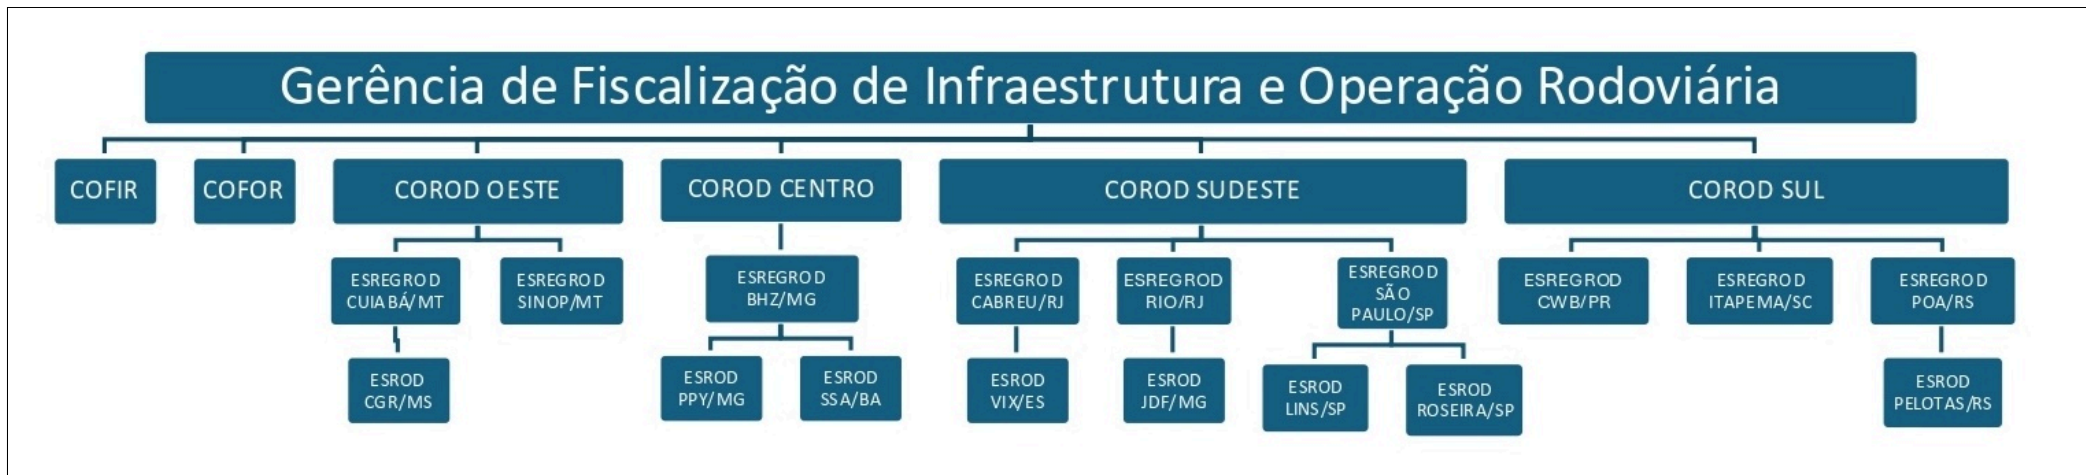 Gerência de Fiscalização de Infraestrutura e Operação Rodoviária
COFIR
COFOR
COROD OESTE
COROD CENTRO
COROD SUDESTE
COROD SUL
ESREGROD
CUIABÁ/MT
ESREGROD
SINOP/MT
ESREGROD
BHZ/MG
ESREGROD
CABREU/RJ
ESREGROD
RIO/RJ
ESREGROD
SÃO
PAULO/SP
ESREGROD
CWB/PR
ESREGROD
ITAPEMA/SC
ESREGROD
POA/RS
ESROD
CGR/MS
ESROD
PPY/MG
ESROD
SSA/BA
ESROD
VIX/ES
ESROD
JDF/MG
ESROD
LINS/SP
ESROD
ROSEIRA/SP
ESROD
PELOTAS/RS